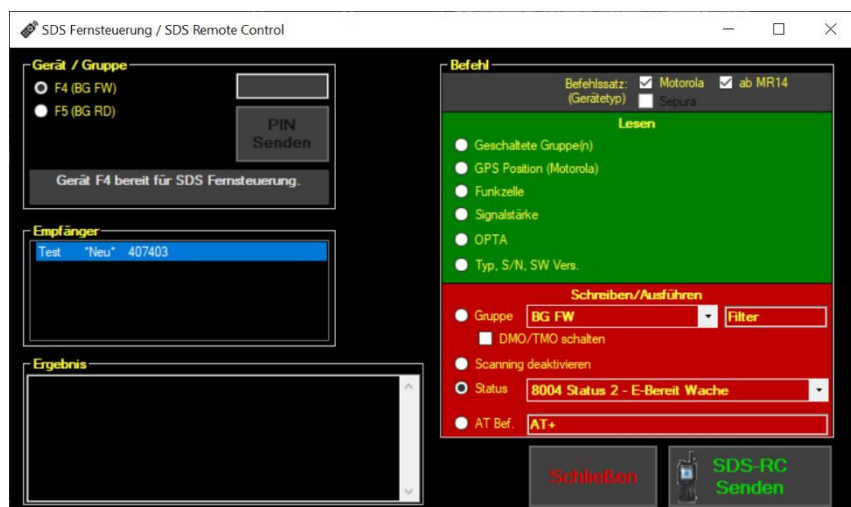 SDS Fernsteuerung / SDS Remote Control
Gerät / Gruppe
F4 (BG FW)
F5 (BG RD)
PIN
Senden
Gerät F4 bereit für SDS Fernsteuerung.
Empfänger
Test *Neu* 407403
Ergebnis
Befehl
Befehlssatz: Motorola ab MR14
(Gerätetyp) Sepura
Lesen
Geschaltete Gruppe(n)
GPS Position (Motorola)
Funkzelle
Signalstärke
OPTA
Typ, S/N, SW Vers.
Schreiben/Ausführen
Gruppe BG FW Filter
DMO/TMO schalten
Scanning deaktivieren
Status 8004 Status 2 - E-Bereit Wache
AT Bef. AT+
Schließen
SDS-RC
Senden